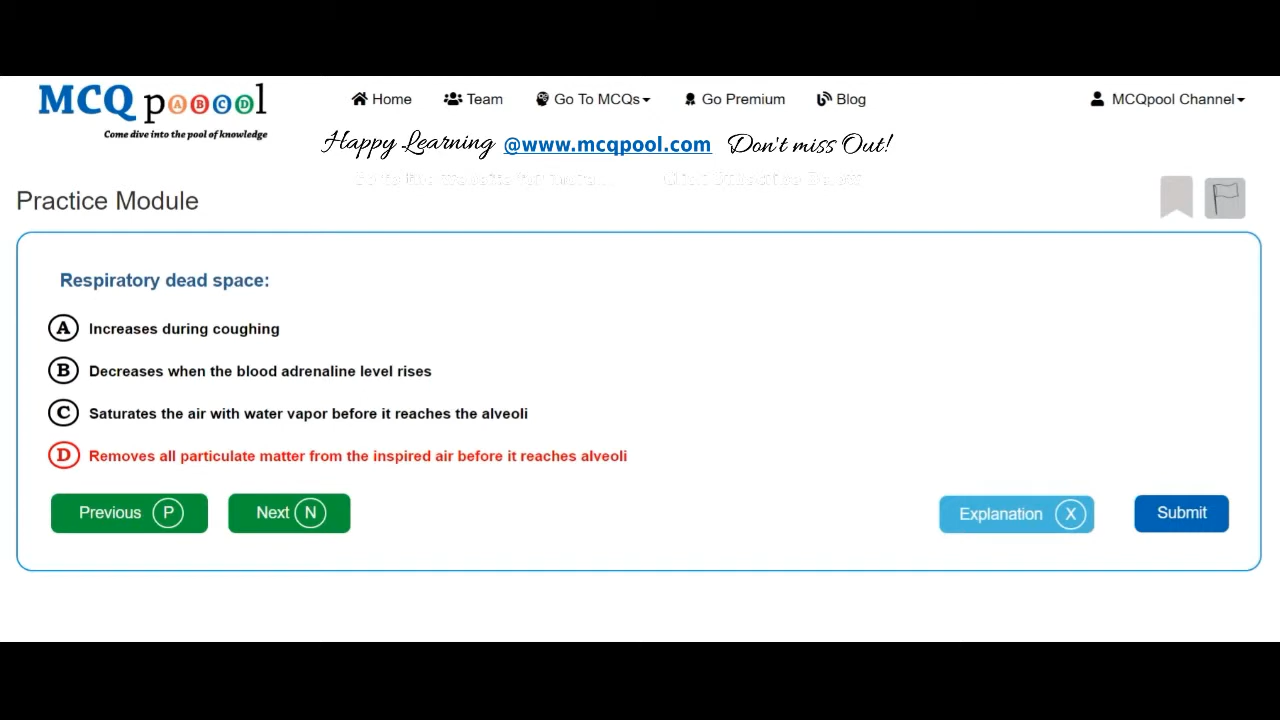 MCQ pABCDl
Come dive into the pool of knowledge
Home Team Go To MCQs Go Premium Blog MCQpool Channel
Happy Learning @www.mcqpool.com Don't miss Out!
Practice Module
Respiratory dead space:
A Increases during coughing
B Decreases when the blood adrenaline level rises
C Saturates the air with water vapor before it reaches the alveoli
D Removes all particulate matter from the inspired air before it reaches alveoli
Previous P Next N Explanation X Submit